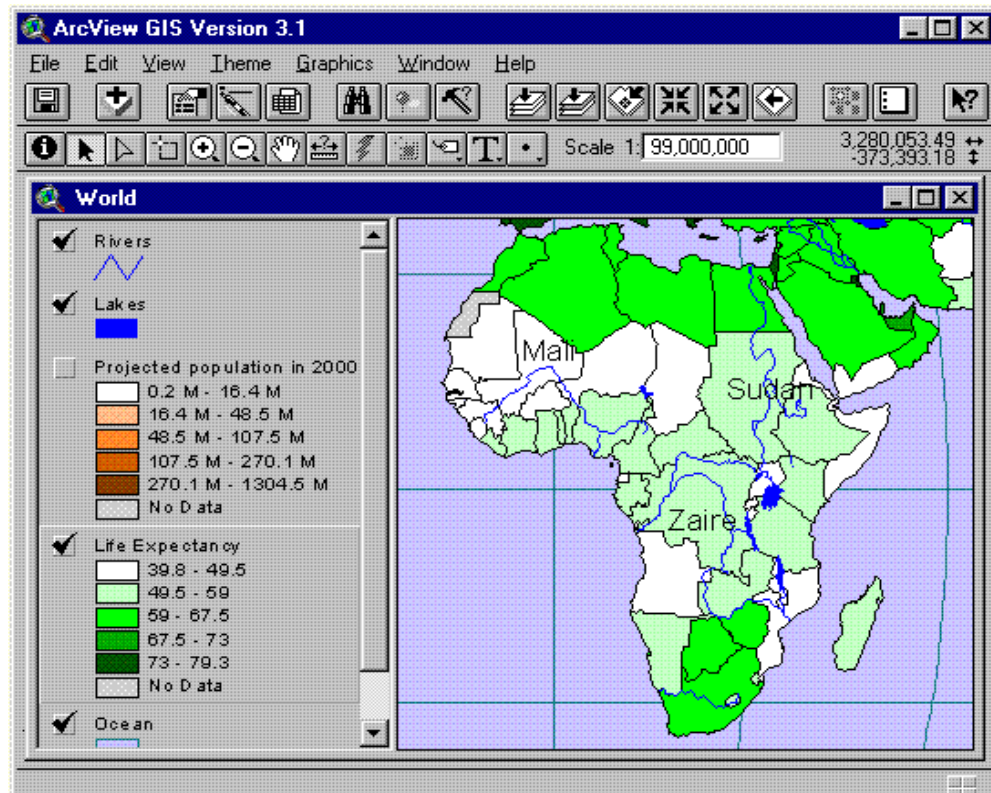 ArcView GIS Version 3.1
File Edit View Theme Graphics Window Help
Scale 1: 99,000,000
3,280,053.49
-373,393.18
World
Rivers
Lakes
Projected population in 2000
0.2 M - 16.4 M
16.4 M - 48.5 M
48.5 M - 107.5 M
107.5 M - 270.1 M
270.1 M - 1304.5 M
No Data
Life Expectancy
39.8 - 49.5
49.5 - 59
59 - 67.5
67.5 - 73
73 - 79.3
No Data
Ocean
Mali
Sudan
Zaire